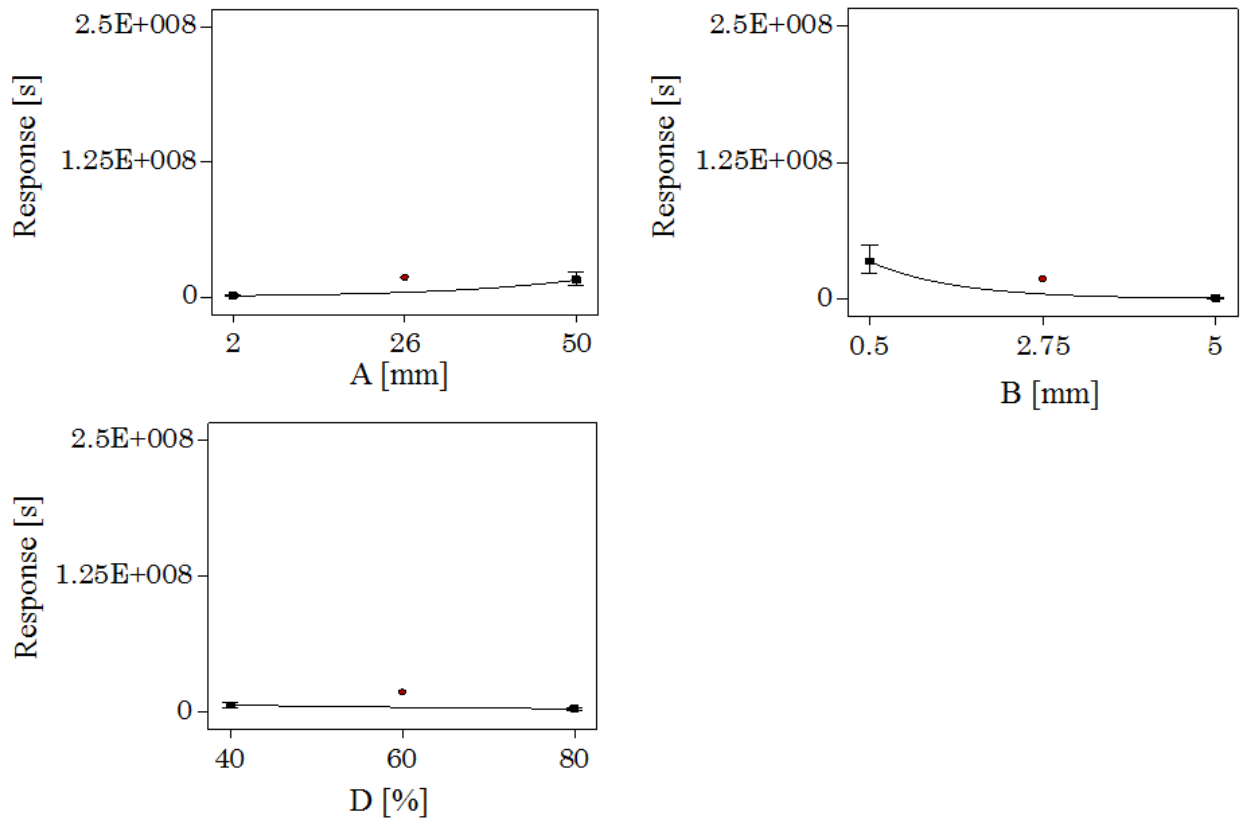 Response [s]
2.5E+008
1.25E+008
0
2 26 50
A [mm]
Response [s]
2.5E+008
1.25E+008
0
0.5 2.75 5
B [mm]
Response [s]
2.5E+008
1.25E+008
0
40 60 80
D [%]